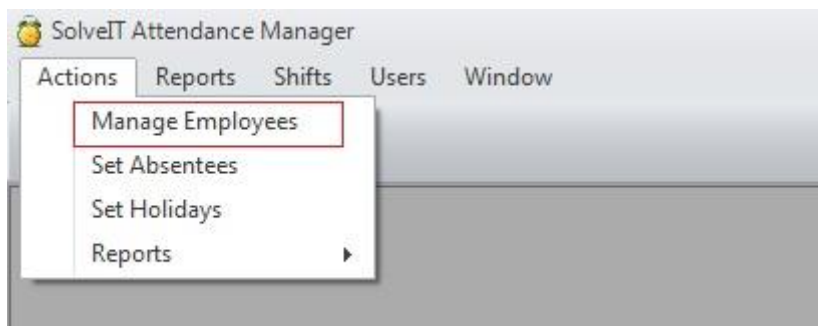 SolveIT Attendance Manager
Actions Reports Shifts Users Window
Manage Employees
Set Absentees
Set Holidays
Reports